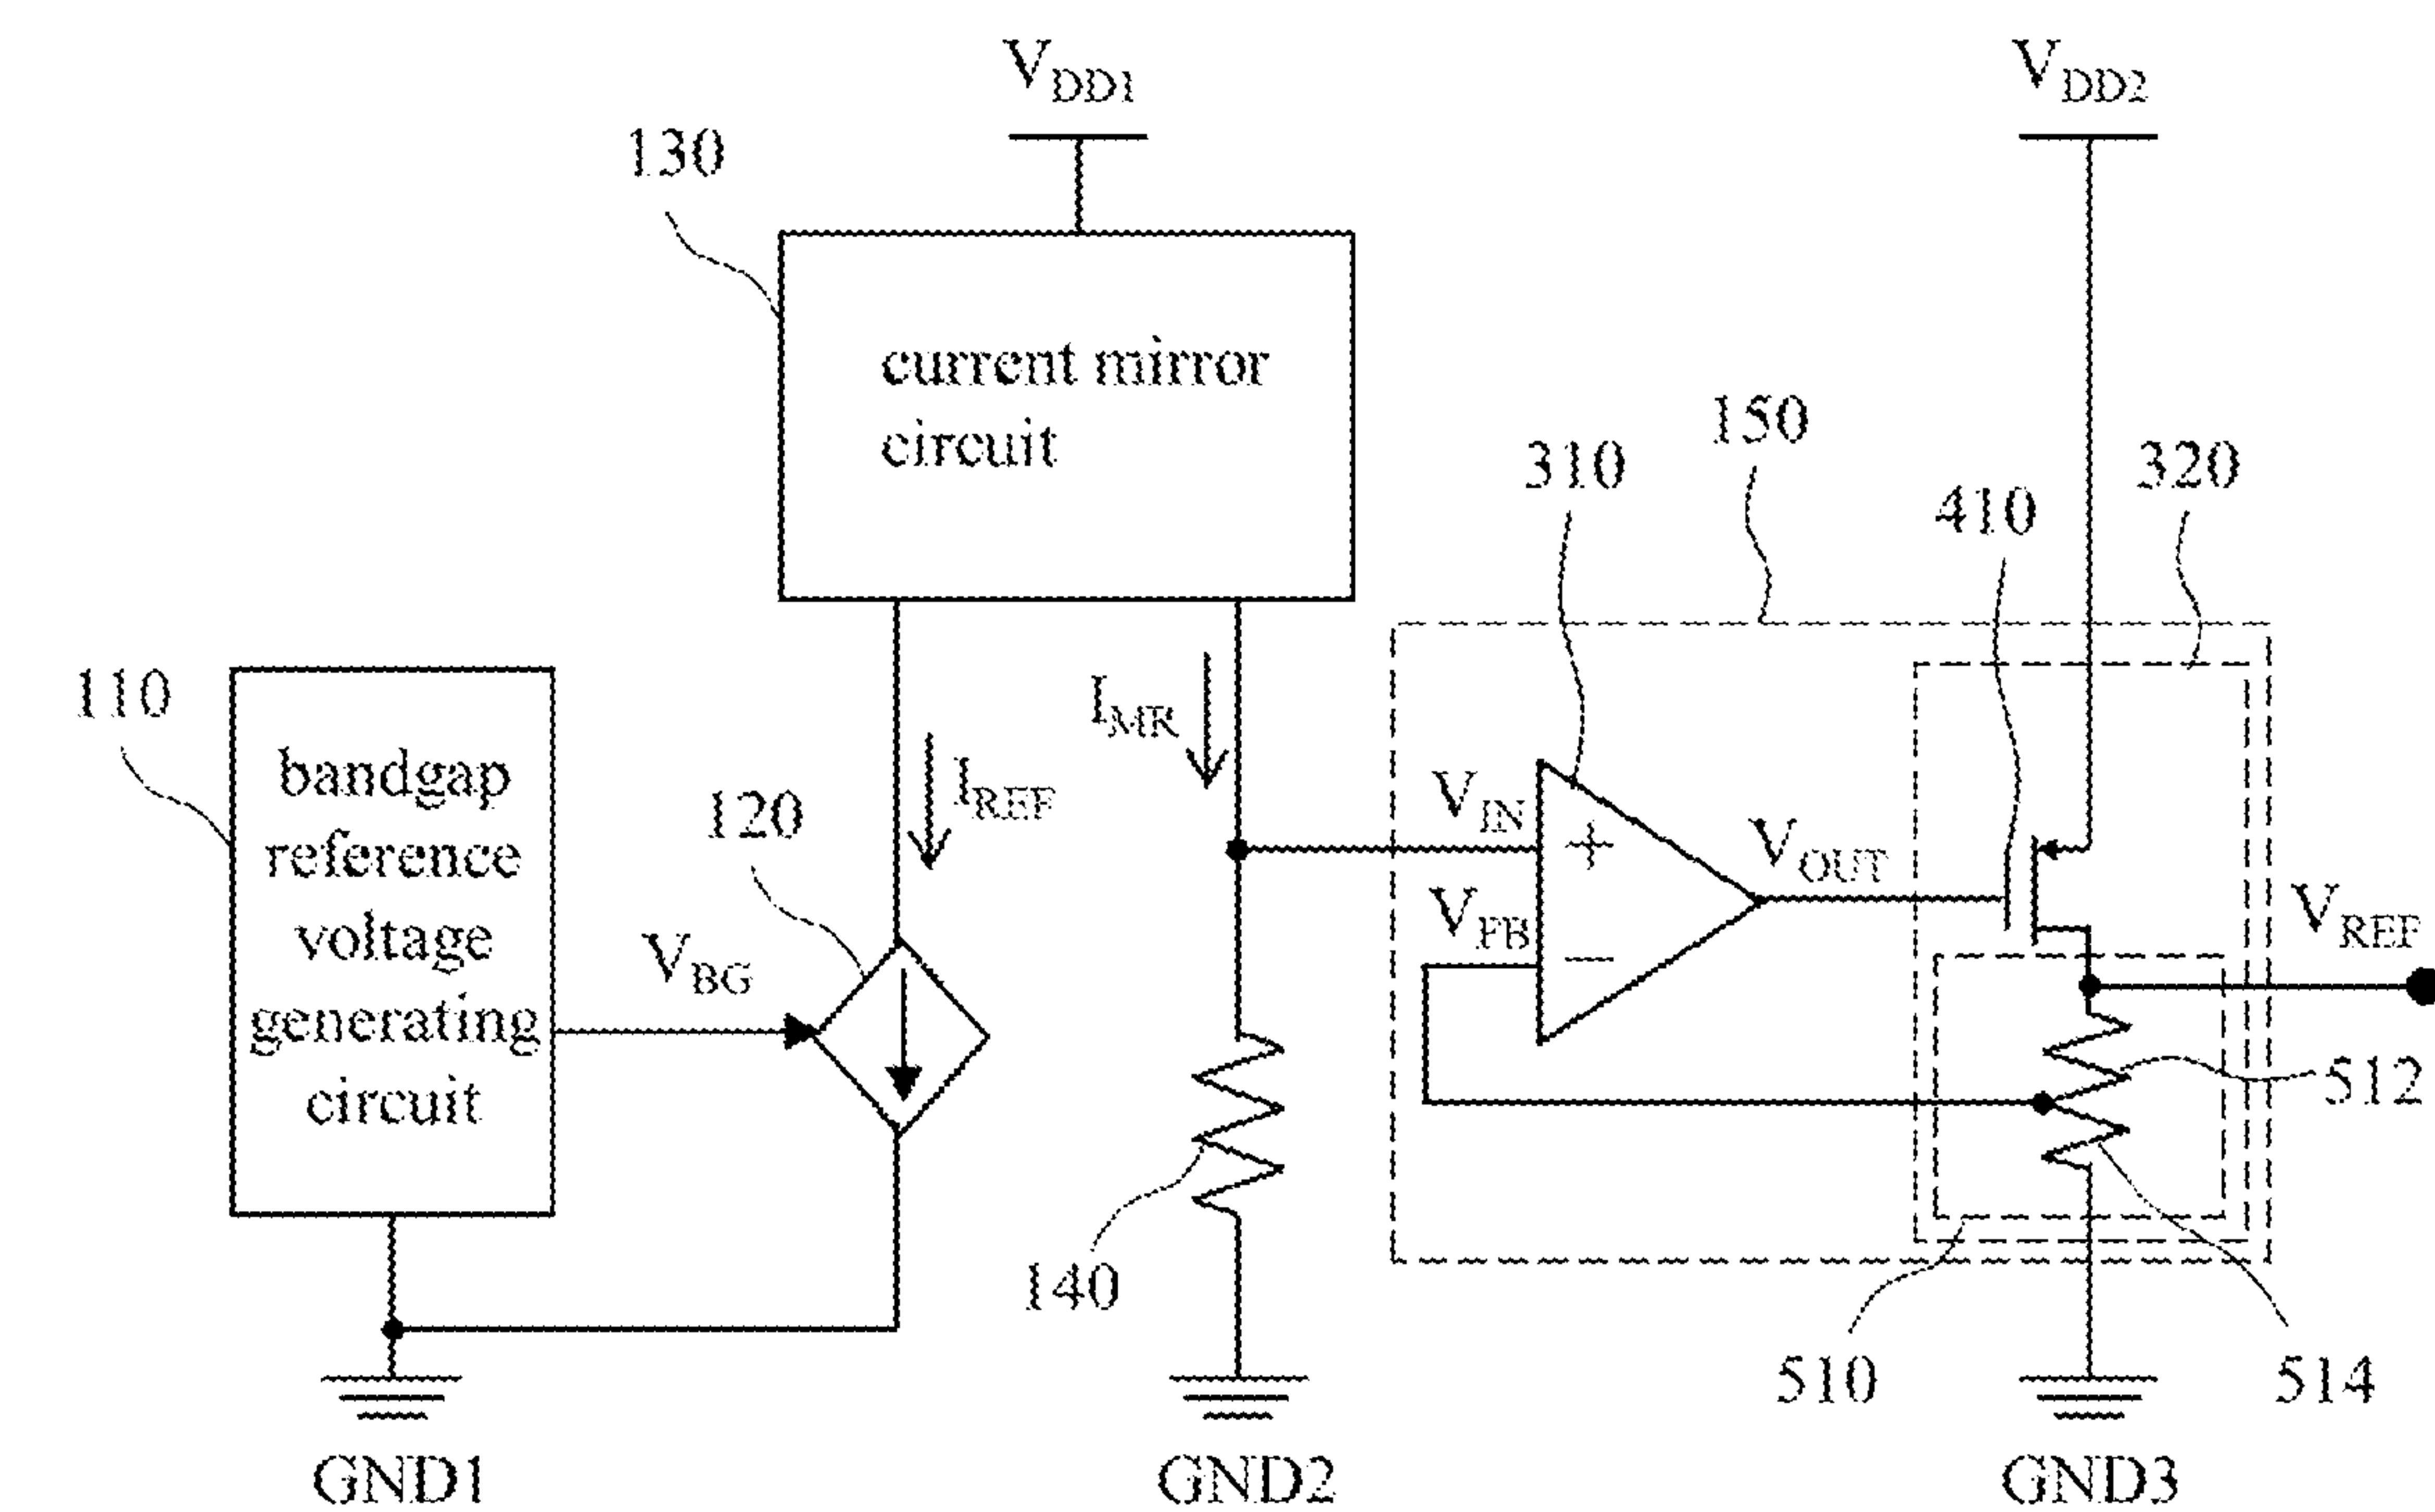 VDD1
VDD2
130
current mirror
circuit
150
310
320
410
110
bandgap
reference
voltage
generating
circuit
IMR
IREF
120
VBG
VIN
+
VFB
−
VOUT
VREF
512
140
510
514
GND1
GND2
GND3